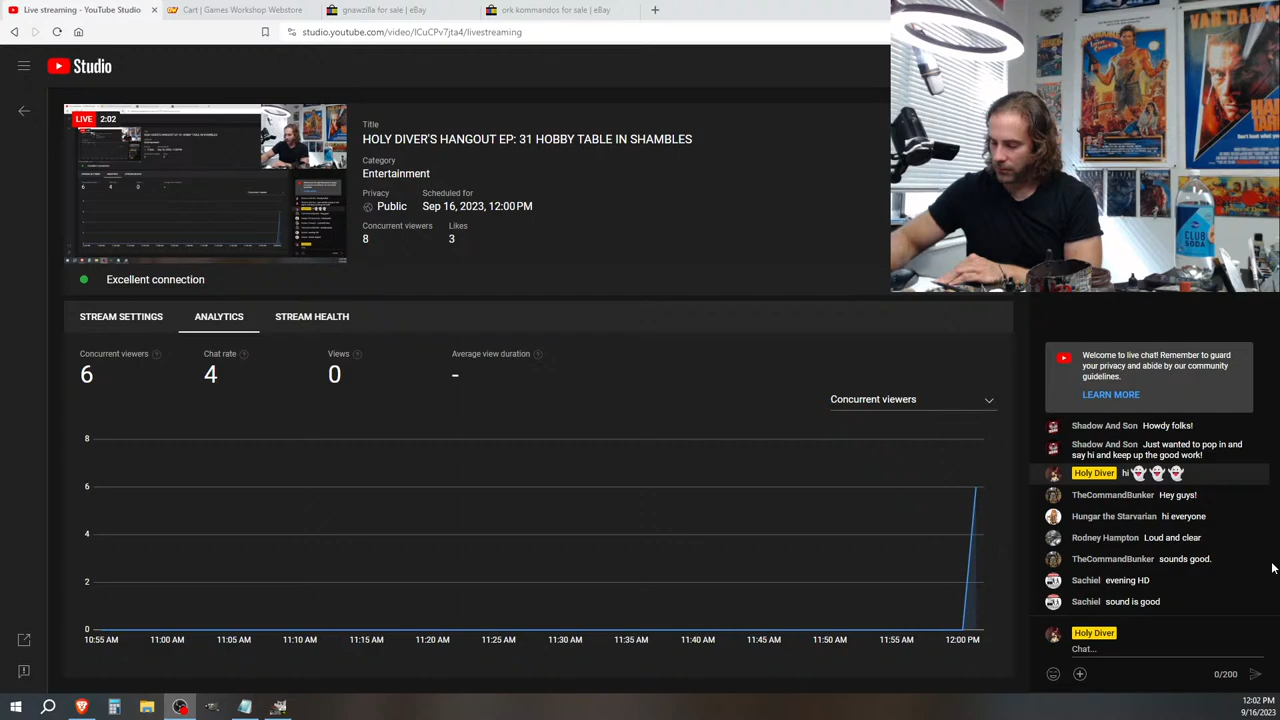 Live streaming - YouTube Studio
Cart | Games Workshop Webstore
gnawzilla for sale | eBay
ork kommandos for sale | eBay
studio.youtube.com/video/lCuCPv7jta4/livestreaming
Studio
LIVE 2:02
Title
HOLY DIVER'S HANGOUT EP: 31 HOBBY TABLE IN SHAMBLES
Category
Entertainment
Privacy
Scheduled for
Public
Sep 16, 2023, 12:00 PM
Concurrent viewers
Likes
8
3
Excellent connection
STREAM SETTINGS
ANALYTICS
STREAM HEALTH
Concurrent viewers
Chat rate
Views
Average view duration
6
4
0
-
Concurrent viewers
8
6
4
2
0
10:55 AM
11:00 AM
11:05 AM
11:10 AM
11:15 AM
11:20 AM
11:25 AM
11:30 AM
11:35 AM
11:40 AM
11:45 AM
11:50 AM
11:55 AM
12:00 PM
VAN DAMME
CLUB
SODA
Welcome to live chat! Remember to guard
your privacy and abide by our community
guidelines.
LEARN MORE
Shadow And Son Howdy folks!
Shadow And Son Just wanted to pop in and
say hi and keep up the good work!
Holy Diver hi👻👻👻
TheCommandBunker Hey guys!
Hungar the Starvarian hi everyone
Rodney Hampton Loud and clear
TheCommandBunker sounds good.
Sachiel evening HD
Sachiel sound is good
Holy Diver
Chat...
0/200
12:02 PM
9/16/2023